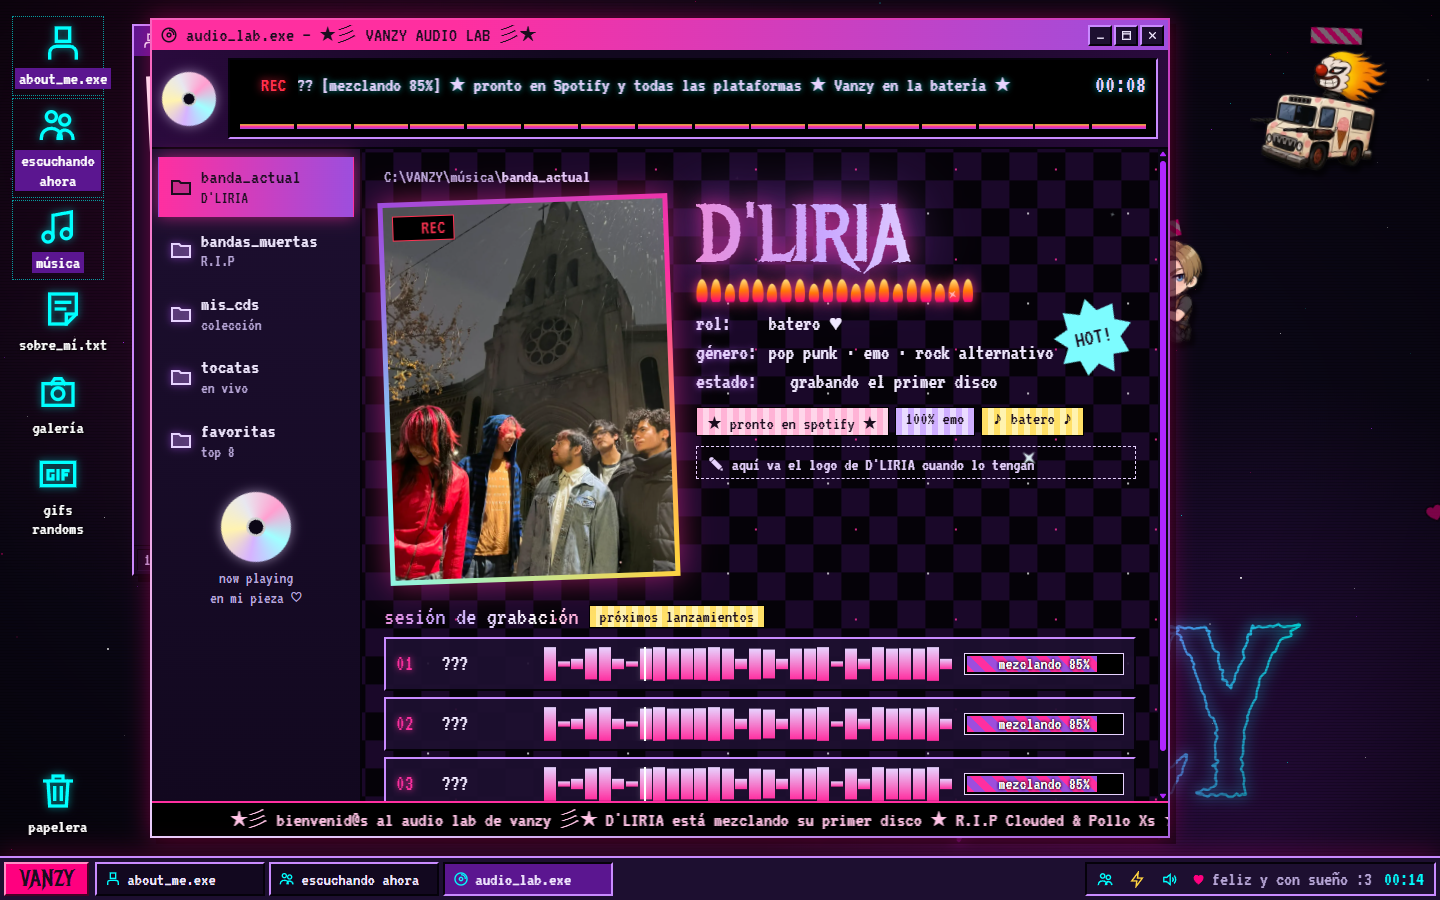 about_me.exe
escuchando
ahora
música
sobre_mí.txt
galería
GIF
gifs
randoms
papelera
audio_lab.exe - ★彡 VANZY AUDIO LAB 彡★
REC ?? [mezclando 85%] ★ pronto en Spotify y todas las plataformas ★ Vanzy en la batería ★
00:08
banda_actual
D'LIRIA
bandas_muertas
R.I.P
mis_cds
colección
tocatas
en vivo
favoritas
top 8
now playing
en mi pieza ♡
C:\VANZY\música\banda_actual
REC
D'LIRIA
rol: batero ♥
género: pop punk · emo · rock alternativo
estado: grabando el primer disco
HOT!
★ pronto en spotify ★
100% emo
♪ batero ♪
✎ aquí va el logo de D'LIRIA cuando lo tengan
sesión de grabación
próximos lanzamientos
01 ??? mezclando 85%
02 ??? mezclando 85%
03 ??? mezclando 85%
★彡 bienvenid@s al audio lab de vanzy 彡★ D'LIRIA está mezclando su primer disco ★ R.I.P Clouded & Pollo Xs
Y
VANZY
about_me.exe
escuchando ahora
audio_lab.exe
♥ feliz y con sueño :3
00:14